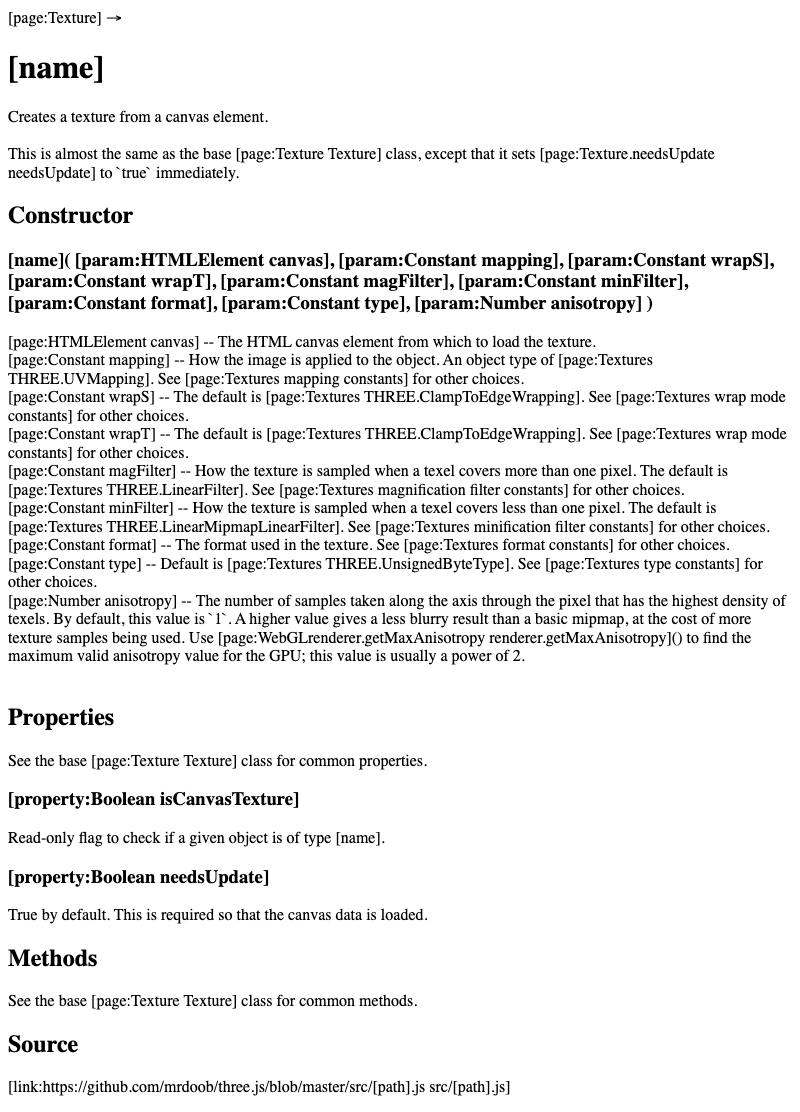 [page:Texture] →
[name]
Creates a texture from a canvas element.
This is almost the same as the base [page:Texture Texture] class, except that it sets [page:Texture.needsUpdate
needsUpdate] to `true` immediately.
Constructor
[name]( [param:HTMLElement canvas], [param:Constant mapping], [param:Constant wrapS],
[param:Constant wrapT], [param:Constant magFilter], [param:Constant minFilter],
[param:Constant format], [param:Constant type], [param:Number anisotropy] )
[page:HTMLElement canvas] -- The HTML canvas element from which to load the texture.
[page:Constant mapping] -- How the image is applied to the object. An object type of [page:Textures
THREE.UVMapping]. See [page:Textures mapping constants] for other choices.
[page:Constant wrapS] -- The default is [page:Textures THREE.ClampToEdgeWrapping]. See [page:Textures wrap mode
constants] for other choices.
[page:Constant wrapT] -- The default is [page:Textures THREE.ClampToEdgeWrapping]. See [page:Textures wrap mode
constants] for other choices.
[page:Constant magFilter] -- How the texture is sampled when a texel covers more than one pixel. The default is
[page:Textures THREE.LinearFilter]. See [page:Textures magnification filter constants] for other choices.
[page:Constant minFilter] -- How the texture is sampled when a texel covers less than one pixel. The default is
[page:Textures THREE.LinearMipmapLinearFilter]. See [page:Textures minification filter constants] for other choices.
[page:Constant format] -- The format used in the texture. See [page:Textures format constants] for other choices.
[page:Constant type] -- Default is [page:Textures THREE.UnsignedByteType]. See [page:Textures type constants] for
other choices.
[page:Number anisotropy] -- The number of samples taken along the axis through the pixel that has the highest density of
texels. By default, this value is `1`. A higher value gives a less blurry result than a basic mipmap, at the cost of more
texture samples being used. Use [page:WebGLrenderer.getMaxAnisotropy renderer.getMaxAnisotropy]() to find the
maximum valid anisotropy value for the GPU; this value is usually a power of 2.
Properties
See the base [page:Texture Texture] class for common properties.
[property:Boolean isCanvasTexture]
Read-only flag to check if a given object is of type [name].
[property:Boolean needsUpdate]
True by default. This is required so that the canvas data is loaded.
Methods
See the base [page:Texture Texture] class for common methods.
Source
[link:https://github.com/mrdoob/three.js/blob/master/src/[path].js src/[path].js]